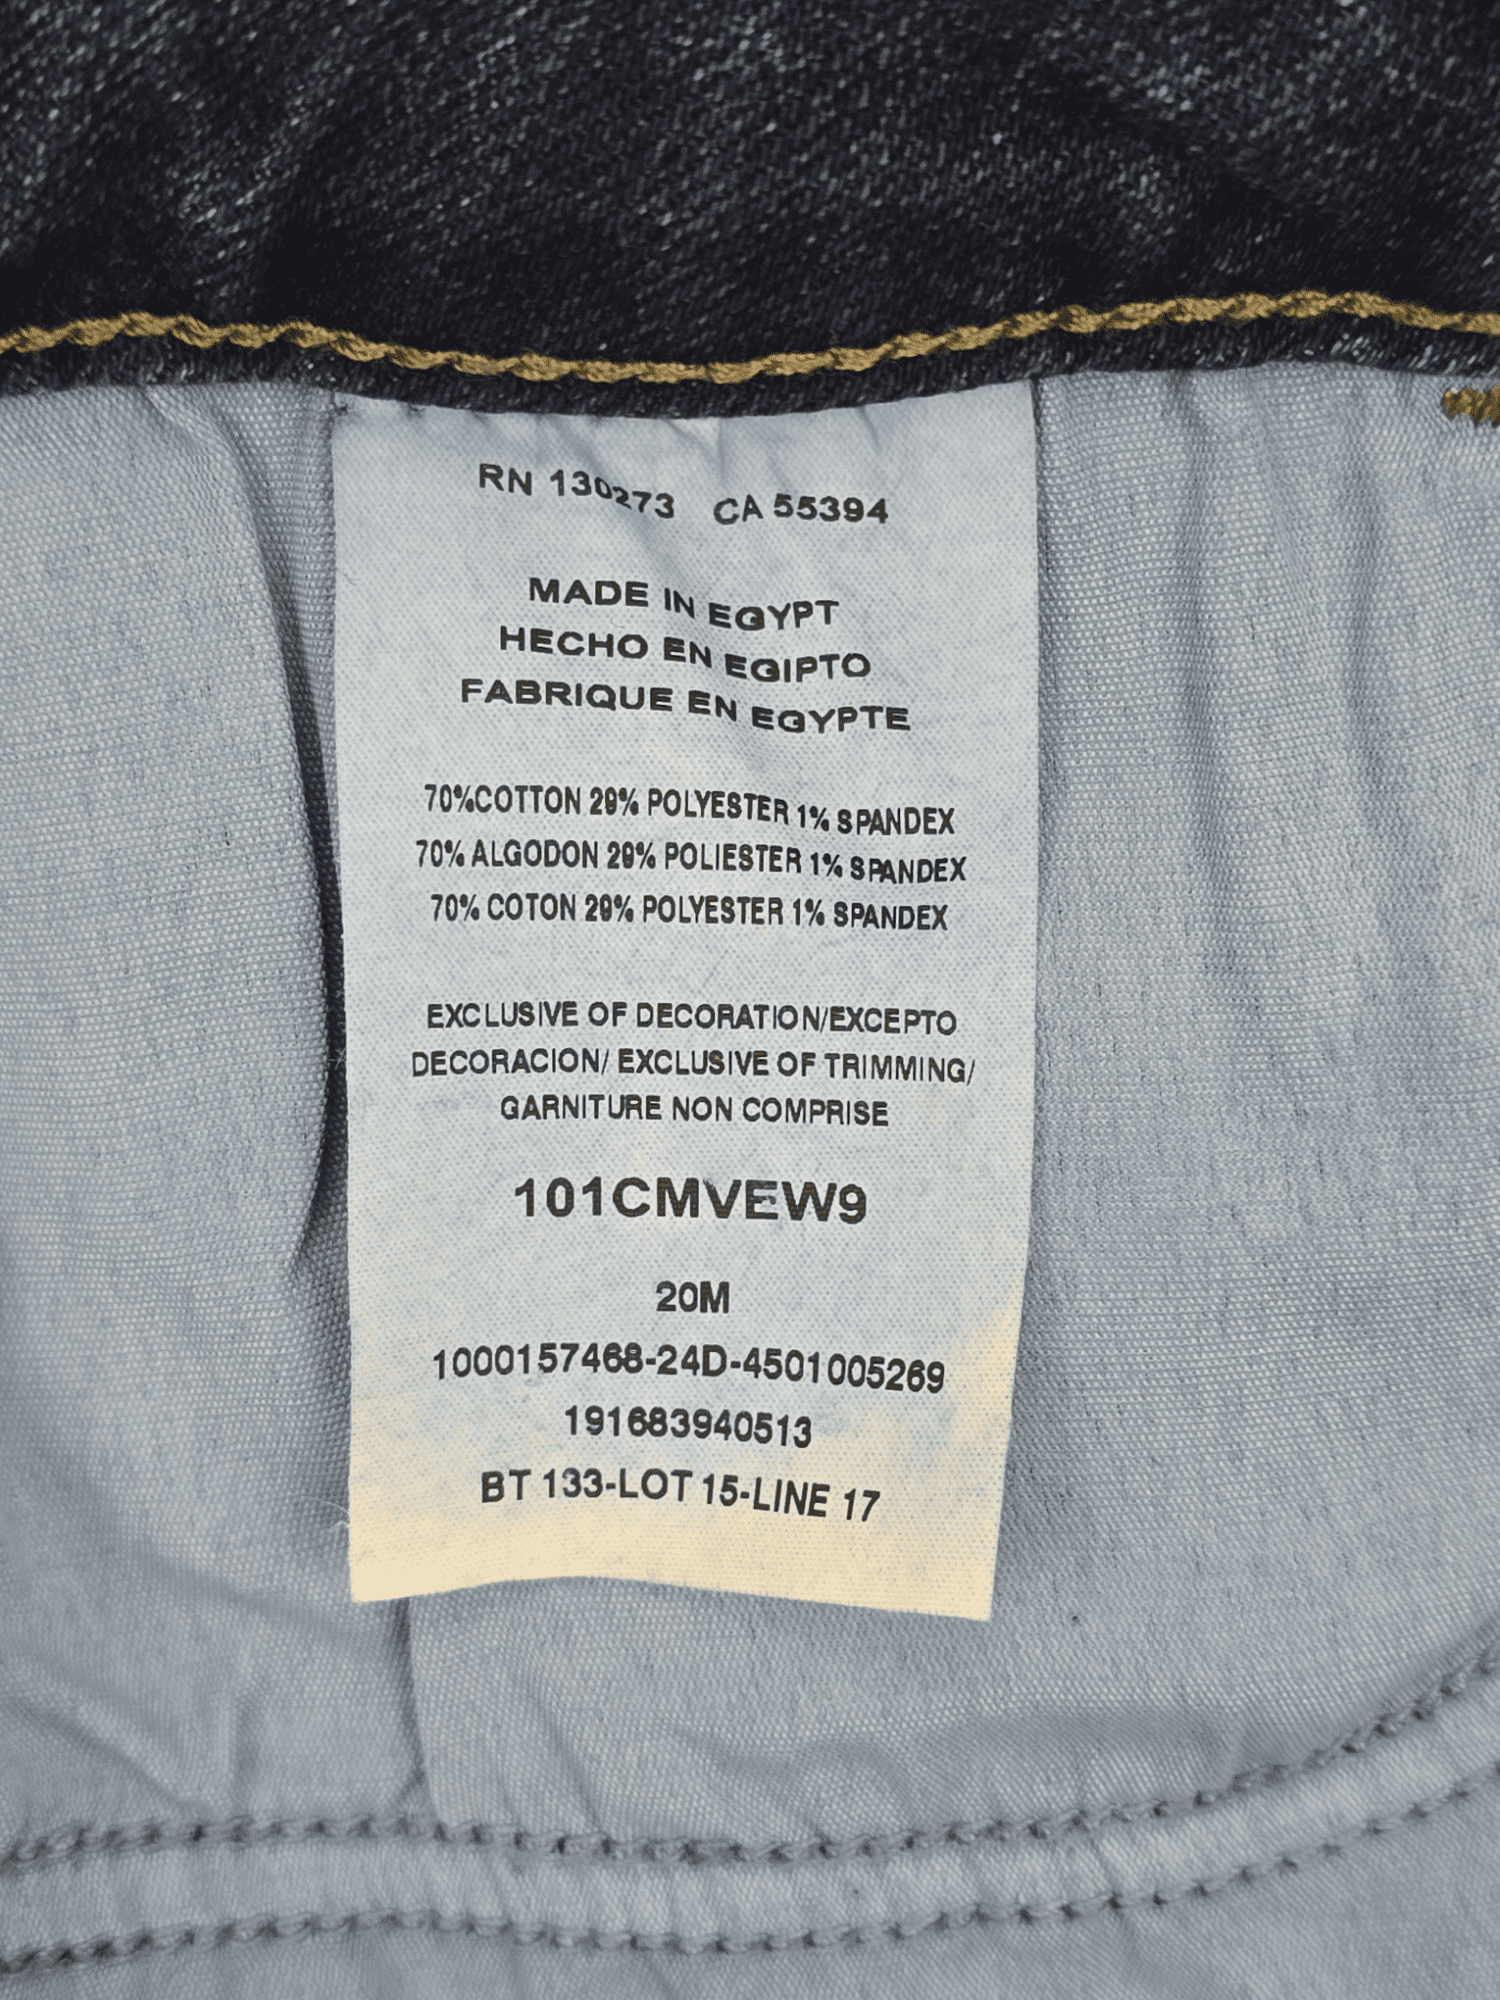 RN 130273 CA 55394
MADE IN EGYPT
HECHO EN EGIPTO
FABRIQUE EN EGYPTE
70%COTTON 29% POLYESTER 1% SPANDEX
70% ALGODON 29% POLIESTER 1% SPANDEX
70% COTON 29% POLYESTER 1% SPANDEX
EXCLUSIVE OF DECORATION/EXCEPTO
DECORACION/ EXCLUSIVE OF TRIMMING/
GARNITURE NON COMPRISE
101CMVEW9
20M
1000157468-24D-4501005269
191683940513
BT 133-LOT 15-LINE 17